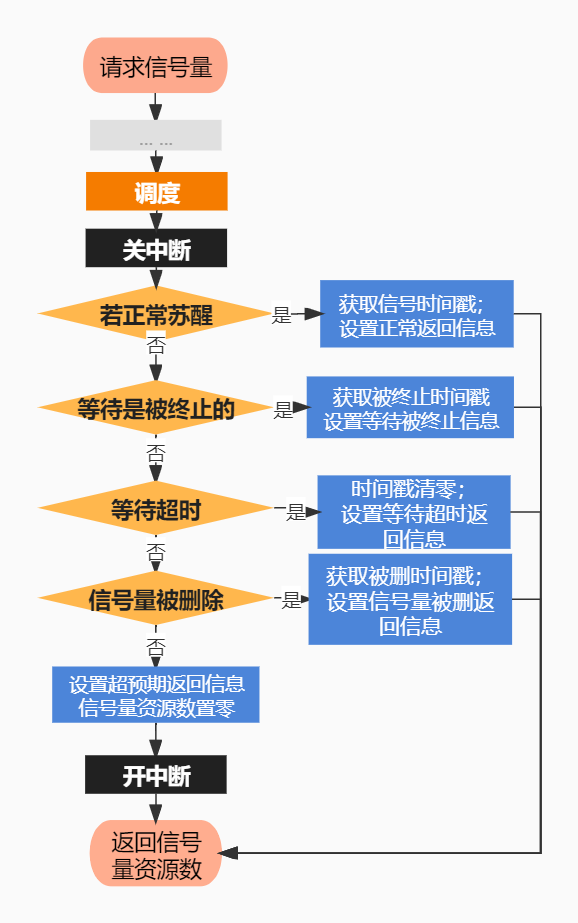 请求信号量
... ...
调度
关中断
若正常苏醒
是
获取信号时间戳；
设置正常返回信息
否
等待是被终止的
是
获取被终止时间戳
设置等待被终止信息
否
等待超时
是
时间戳清零；
设置等待超时返
回信息
否
信号量被删除
是
获取被删时间戳；
设置信号量被删返
回信息
否
设置超预期返回信息
信号量资源数置零
开中断
返回信号
量资源数